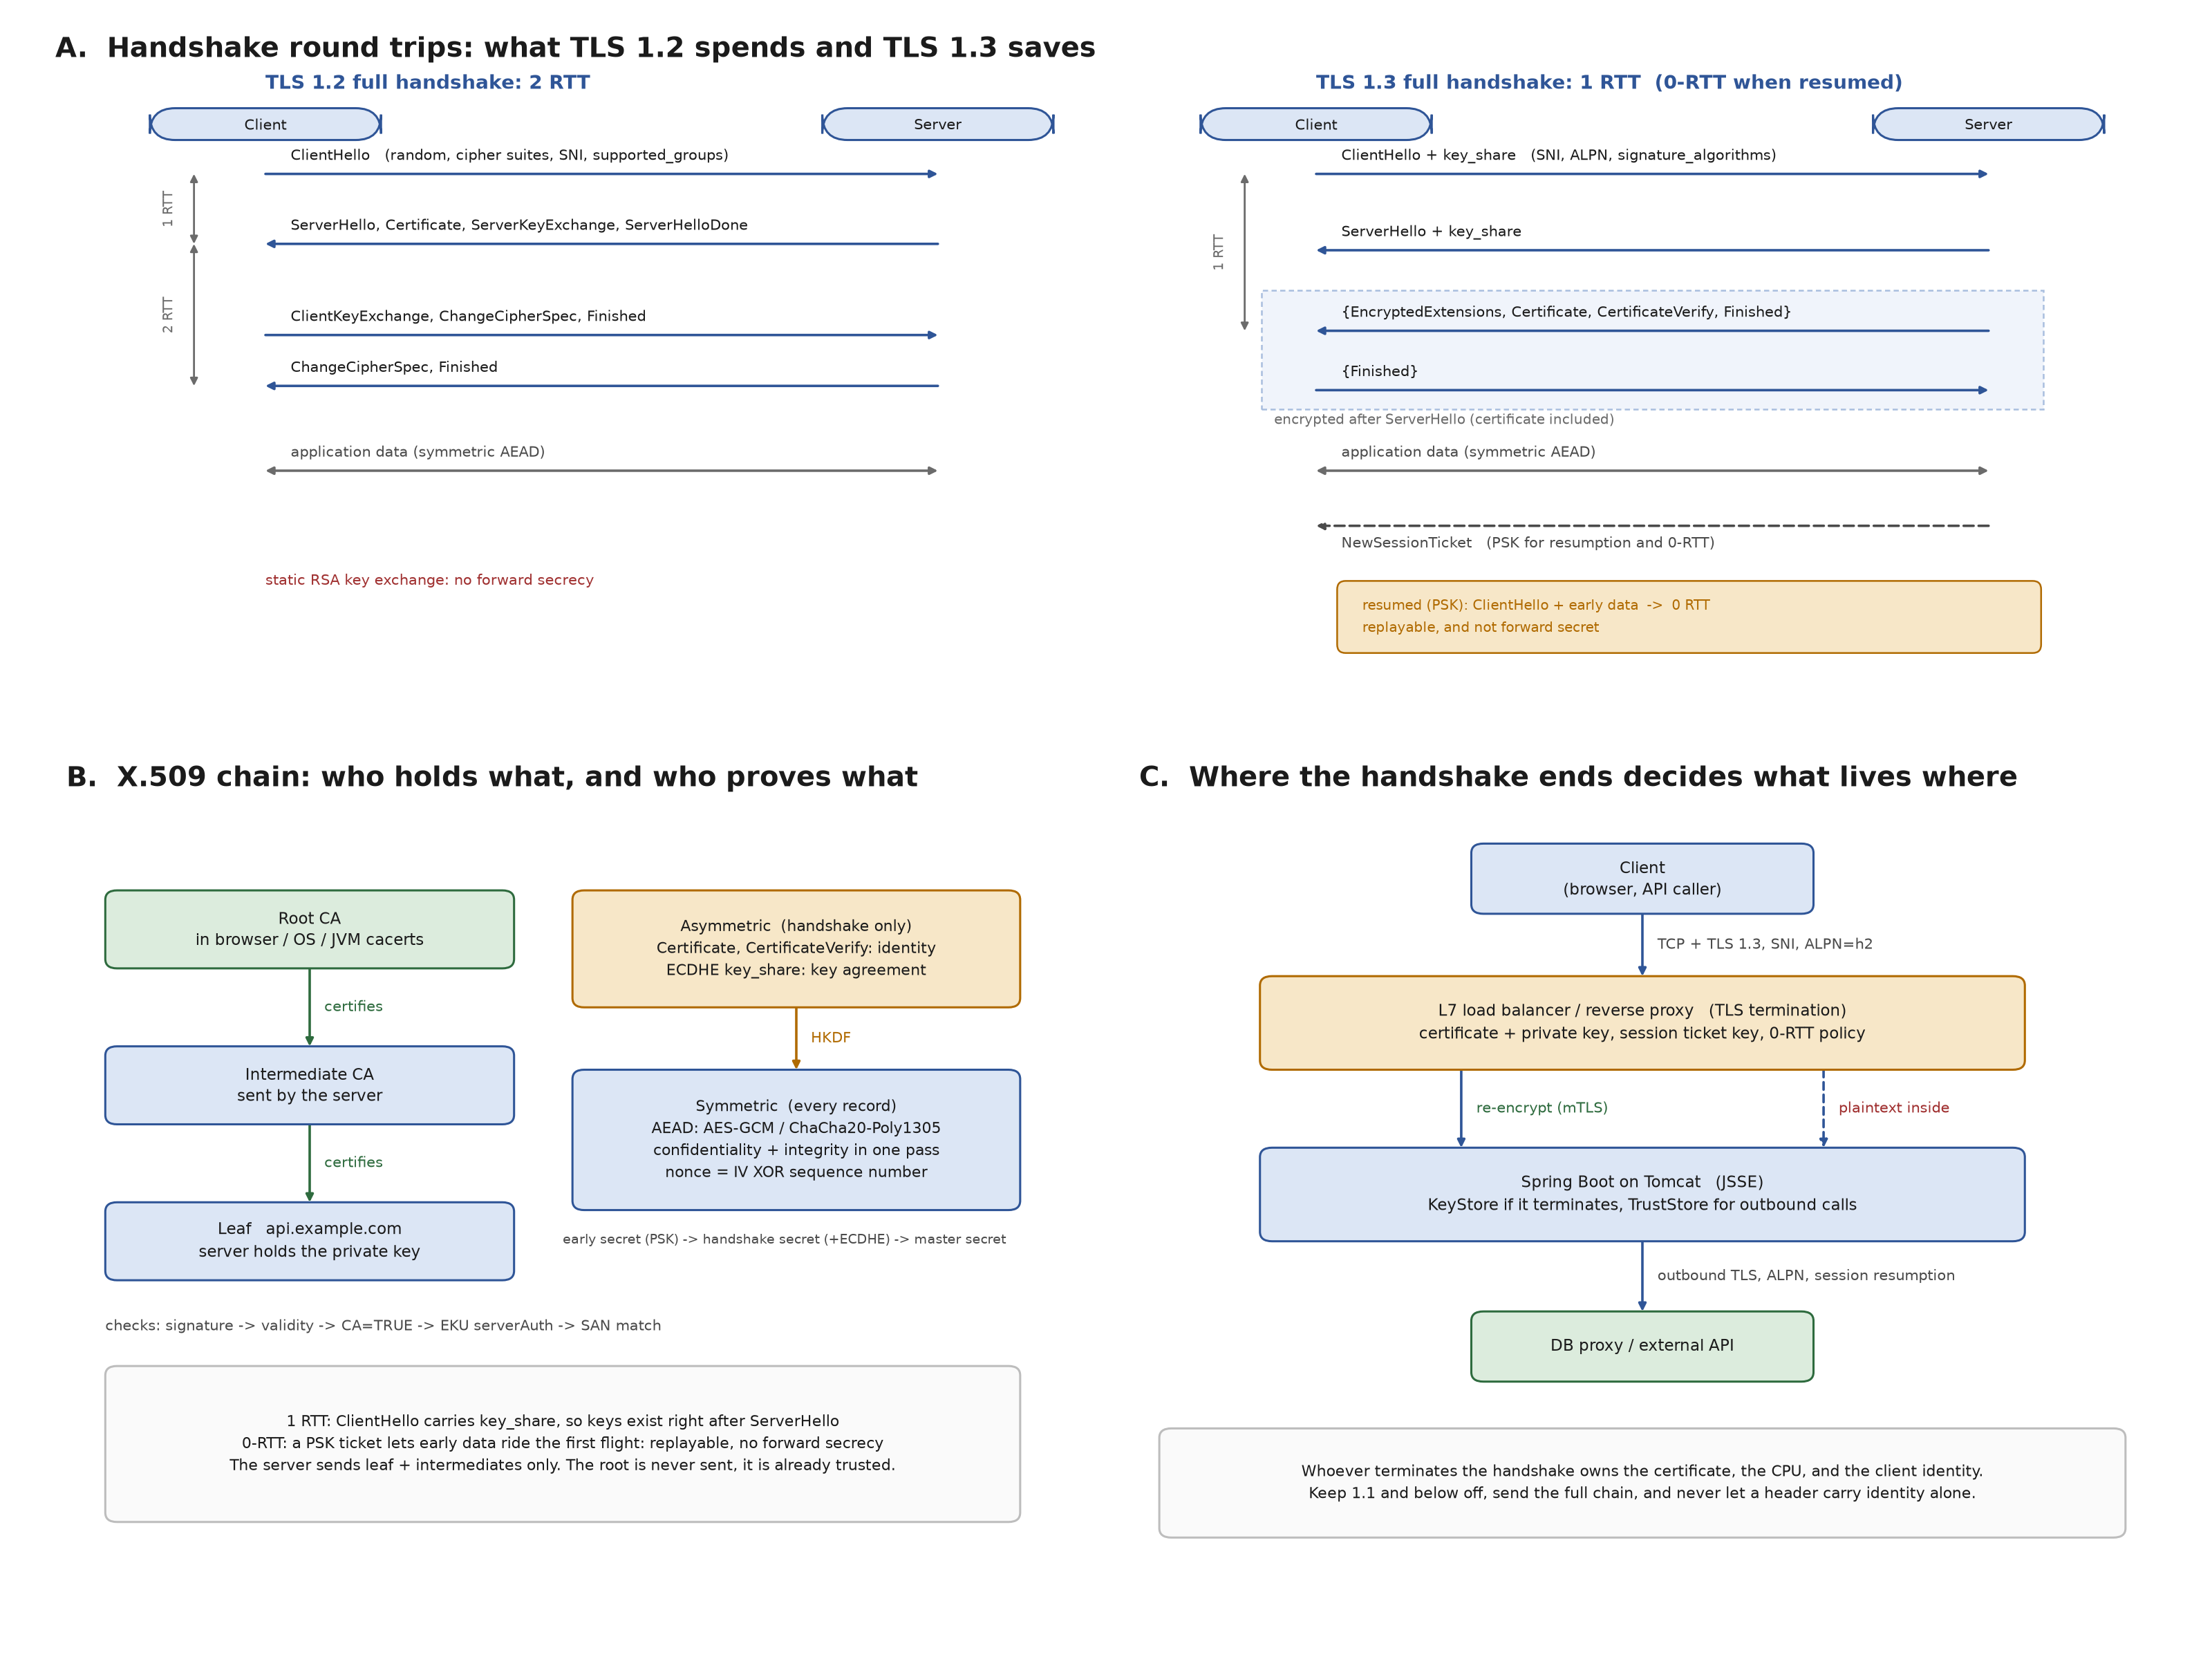 A.  Handshake round trips: what TLS 1.2 spends and TLS 1.3 saves
TLS 1.2 full handshake: 2 RTT
Client
Server
ClientHello   (random, cipher suites, SNI, supported_groups)
1 RTT
ServerHello, Certificate, ServerKeyExchange, ServerHelloDone
2 RTT
ClientKeyExchange, ChangeCipherSpec, Finished
ChangeCipherSpec, Finished
application data (symmetric AEAD)
static RSA key exchange: no forward secrecy
TLS 1.3 full handshake: 1 RTT  (0-RTT when resumed)
Client
Server
ClientHello + key_share   (SNI, ALPN, signature_algorithms)
1 RTT
ServerHello + key_share
{EncryptedExtensions, Certificate, CertificateVerify, Finished}
{Finished}
encrypted after ServerHello (certificate included)
application data (symmetric AEAD)
NewSessionTicket   (PSK for resumption and 0-RTT)
resumed (PSK): ClientHello + early data  ->  0 RTT
replayable, and not forward secret
B.  X.509 chain: who holds what, and who proves what
Root CA
in browser / OS / JVM cacerts
certifies
Intermediate CA
sent by the server
certifies
Leaf   api.example.com
server holds the private key
Asymmetric  (handshake only)
Certificate, CertificateVerify: identity
ECDHE key_share: key agreement
HKDF
Symmetric  (every record)
AEAD: AES-GCM / ChaCha20-Poly1305
confidentiality + integrity in one pass
nonce = IV XOR sequence number
early secret (PSK) -> handshake secret (+ECDHE) -> master secret
checks: signature -> validity -> CA=TRUE -> EKU serverAuth -> SAN match
1 RTT: ClientHello carries key_share, so keys exist right after ServerHello
0-RTT: a PSK ticket lets early data ride the first flight: replayable, no forward secrecy
The server sends leaf + intermediates only. The root is never sent, it is already trusted.
C.  Where the handshake ends decides what lives where
Client
(browser, API caller)
TCP + TLS 1.3, SNI, ALPN=h2
L7 load balancer / reverse proxy   (TLS termination)
certificate + private key, session ticket key, 0-RTT policy
re-encrypt (mTLS)
plaintext inside
Spring Boot on Tomcat   (JSSE)
KeyStore if it terminates, TrustStore for outbound calls
outbound TLS, ALPN, session resumption
DB proxy / external API
Whoever terminates the handshake owns the certificate, the CPU, and the client identity.
Keep 1.1 and below off, send the full chain, and never let a header carry identity alone.